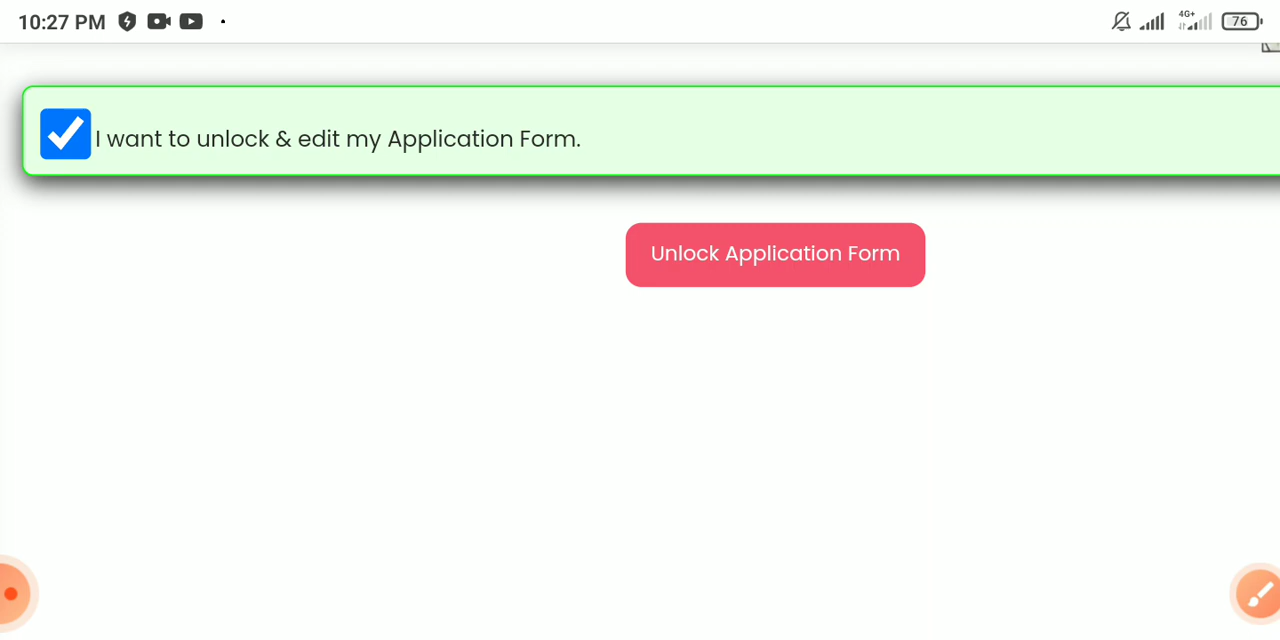 10:27 PM
4G+
76
I want to unlock & edit my Application Form.
Unlock Application Form